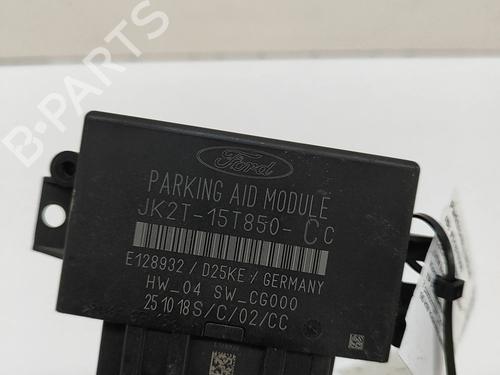 B-PARTS
Ford
PARKING AID MODULE
JK2T-15T850-CC
E128932 / D25KE / GERMANY
HW_04 SW_CG000
251018S/C/02/CC